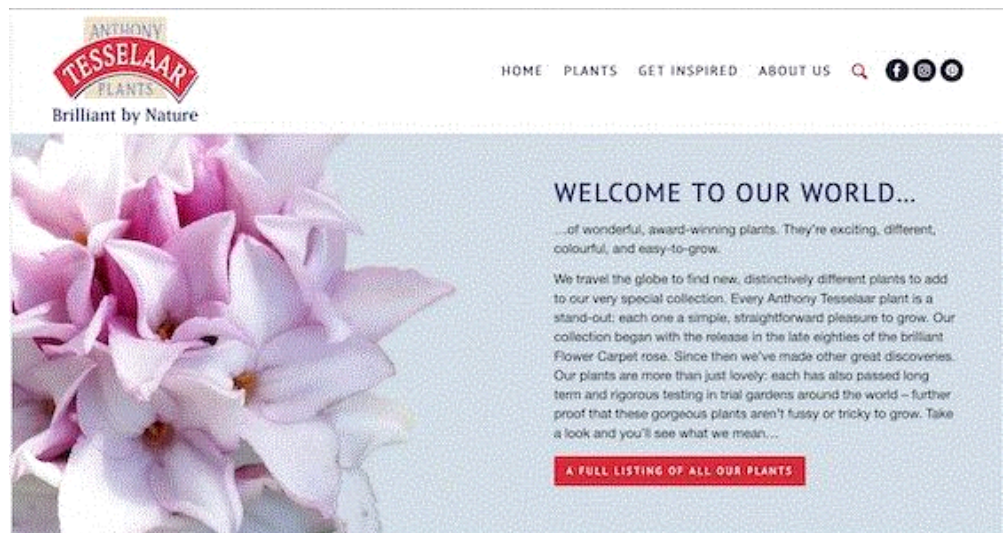 ANTHONY
TESSELAAR
PLANTS
Brilliant by Nature
HOME PLANTS GET INSPIRED ABOUT US
WELCOME TO OUR WORLD...
...of wonderful, award-winning plants. They're exciting, different,
colourful, and easy-to-grow.
We travel the globe to find new, distinctively different plants to add
to our very special collection. Every Anthony Tesselaar plant is a
stand-out: each one a simple, straightforward pleasure to grow. Our
collection began with the release in the late eighties of the brilliant
Flower Carpet rose. Since then we've made other great discoveries.
Our plants are more than just lovely: each has also passed long
term and rigorous testing in trial gardens around the world – further
proof that these gorgeous plants aren't fussy or tricky to grow. Take
a look and you'll see what we mean...
A FULL LISTING OF ALL OUR PLANTS